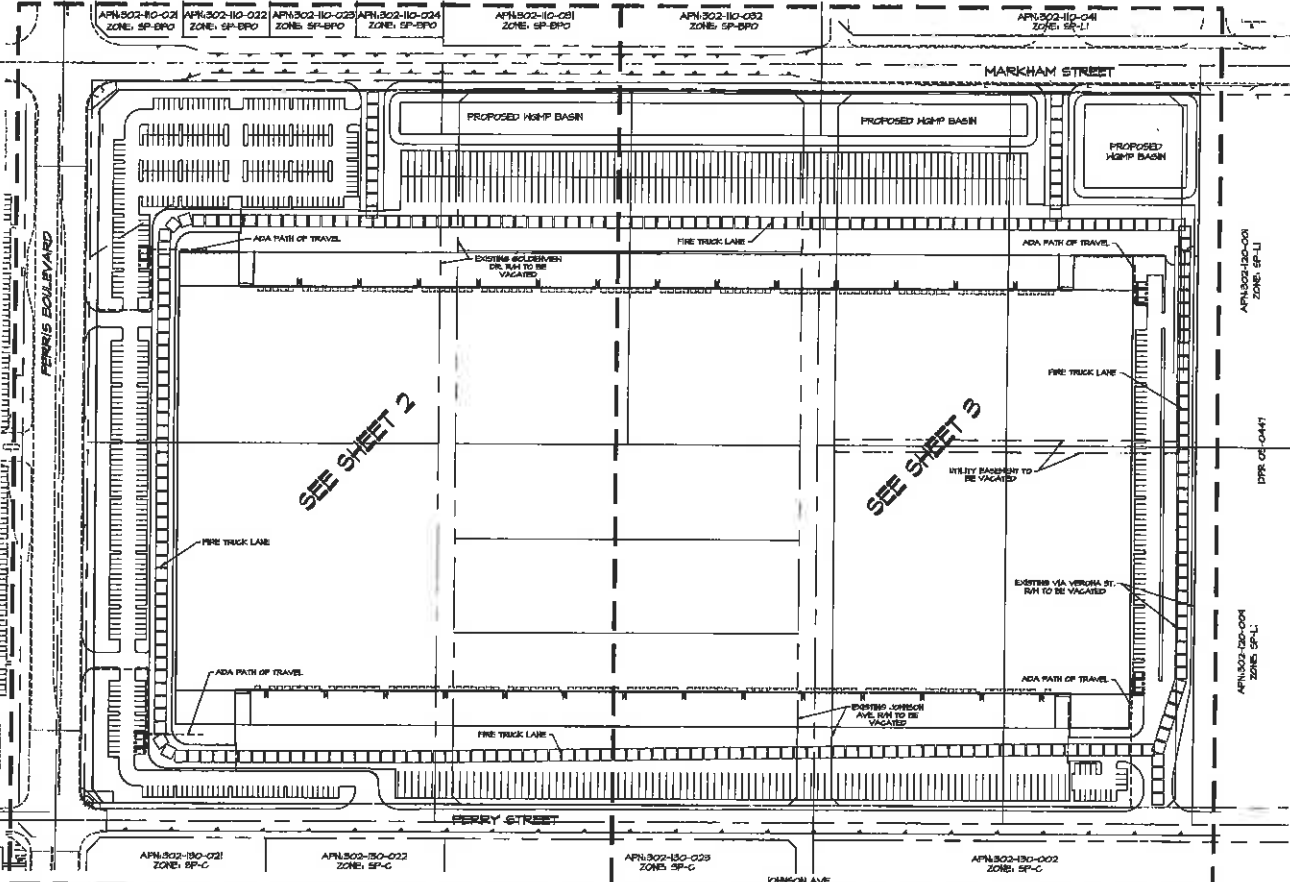 APN:302-110-021
ZONE: SP-BPO
APN:302-110-022
ZONE: SP-BPO
APN:302-110-023
ZONE: SP-BPO
APN:302-110-024
ZONE: SP-BPO
APN:302-110-031
ZONE: SP-BPO
APN:302-110-032
ZONE: SP-BPO
APN:302-110-041
ZONE: SP-LI
MARKHAM STREET
PROPOSED WQMP BASIN
PROPOSED WQMP BASIN
PROPOSED
WQMP BASIN
PERRIS BOULEVARD
ADA PATH OF TRAVEL
EXISTING GOLDENVIEW
DR. R/W TO BE
VACATED
FIRE TRUCK LANE
ADA PATH OF TRAVEL
APN:302-120-001
ZONE: SP-LI
FIRE TRUCK LANE
SEE SHEET 2
SEE SHEET 3
UTILITY EASEMENT TO
BE VACATED
DPR 05-0447
FIRE TRUCK LANE
EXISTING VIA VERONA ST.
R/W TO BE VACATED
ADA PATH OF TRAVEL
ADA PATH OF TRAVEL
APN:302-120-004
ZONE: SP-LI
EXISTING JOHNSON
AVE. R/W TO BE
VACATED
FIRE TRUCK LANE
PERRY STREET
APN:302-130-021
ZONE: SP-C
APN:302-130-022
ZONE: SP-C
APN:302-130-023
ZONE: SP-C
APN:302-130-002
ZONE: SP-C
JOHNSON AVE